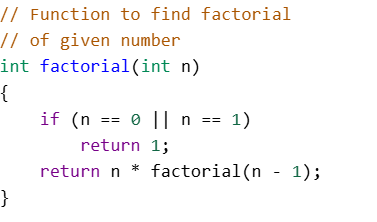 // Function to find factorial
// of given number
int factorial(int n)
{
    if (n == 0 || n == 1)
        return 1;
    return n * factorial(n - 1);
}